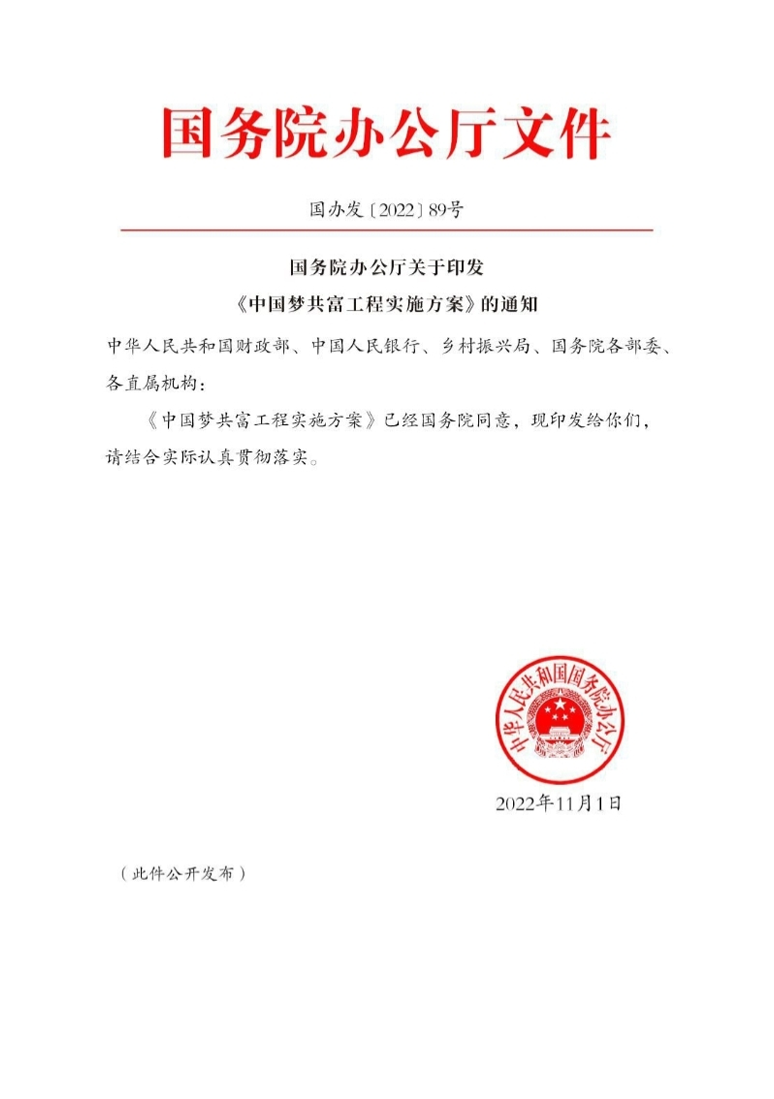 国务院办公厅文件
国办发〔2022〕89号
国务院办公厅关于印发
《中国梦共富工程实施方案》的通知
中华人民共和国财政部、中国人民银行、乡村振兴局、国务院各部委、
各直属机构：
《中国梦共富工程实施方案》已经国务院同意，现印发给你们，
请结合实际认真贯彻落实。
中华人民共和国国务院办公厅
2022年11月1日
（此件公开发布）